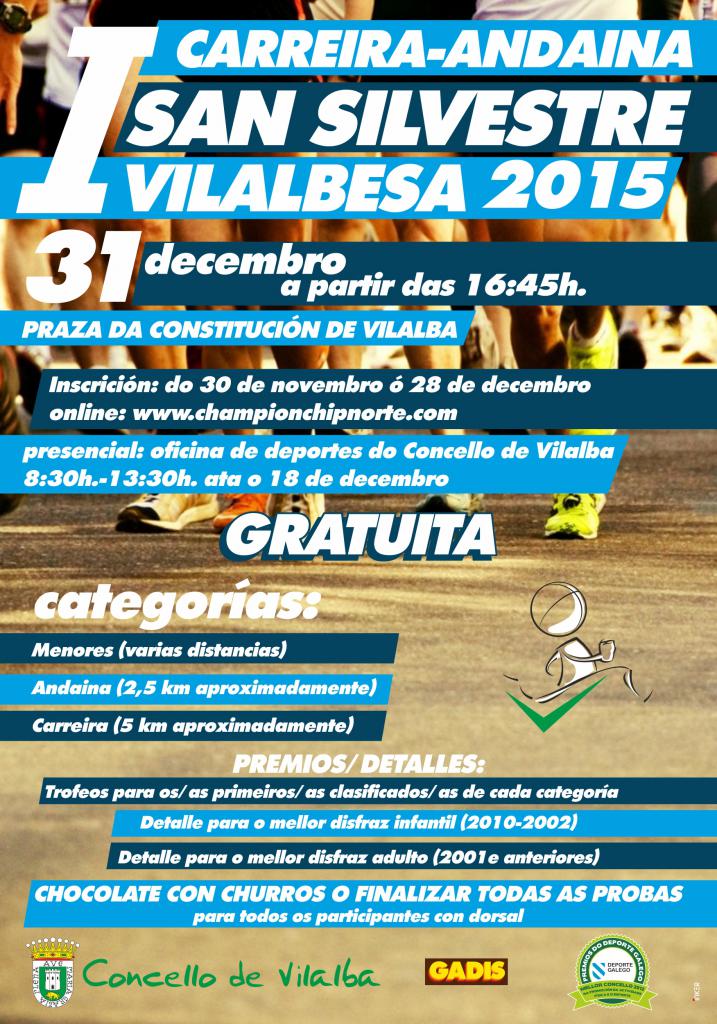 I CARREIRA-ANDAINA
SAN SILVESTRE
VILALBESA 2015
31 decembro
a partir das 16:45h.
PRAZA DA CONSTITUCIÓN DE VILALBA
Inscrición: do 30 de novembro ó 28 de decembro
online: www.championchipnorte.com
presencial: oficina de deportes do Concello de Vilalba
8:30h.-13:30h. ata o 18 de decembro
GRATUITA
categorías:
Menores (varias distancias)
Andaina (2,5 km aproximadamente)
Carreira (5 km aproximadamente)
PREMIOS/DETALLES:
Trofeos para os/as primeiros/as clasificados/as de cada categoría
Detalle para o mellor disfraz infantil (2010-2002)
Detalle para o mellor disfraz adulto (2001e anteriores)
CHOCOLATE CON CHURROS O FINALIZAR TODAS AS PROBAS
para todos os participantes con dorsal
Concello de Vilalba
GADIS
PREMIOS DO DEPORTE GALEGO
DEPORTE
GALEGO